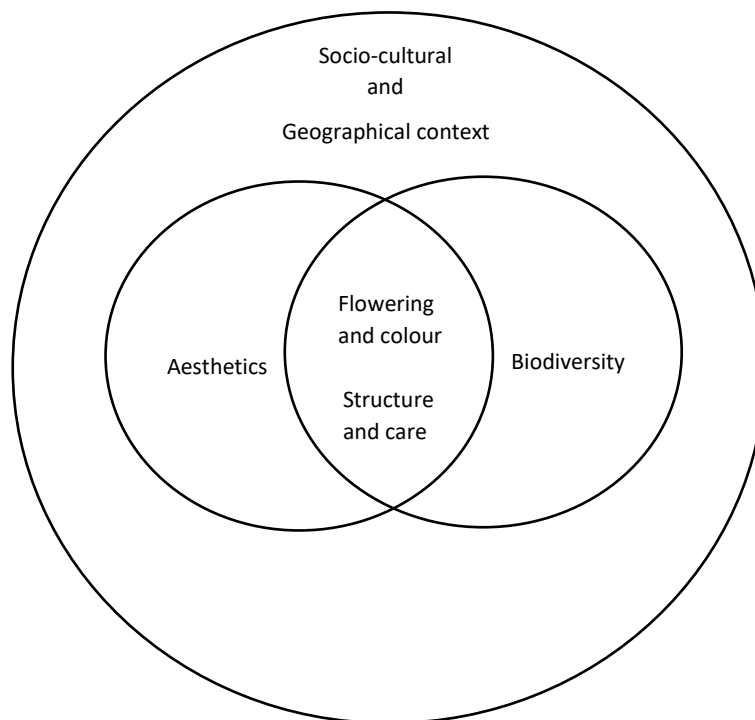 Socio-cultural
and
Geographical context
Flowering
and colour
Aesthetics
Biodiversity
Structure
and care